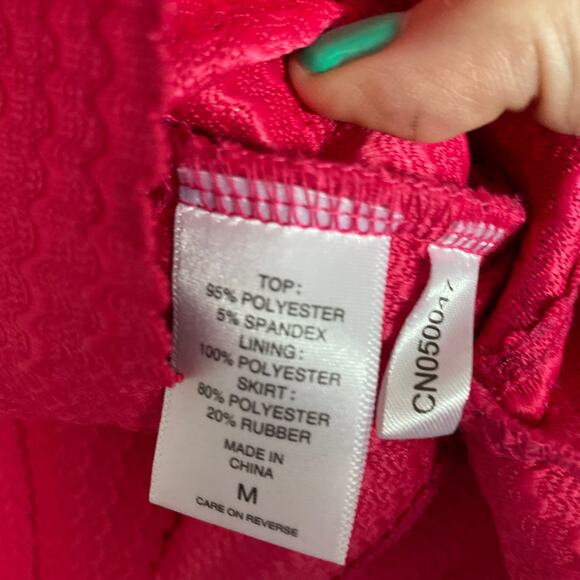 TOP:
95% POLYESTER
5% SPANDEX
LINING:
100% POLYESTER
SKIRT:
80% POLYESTER
20% RUBBER
MADE IN
CHINA
M
CARE ON REVERSE
CN050047